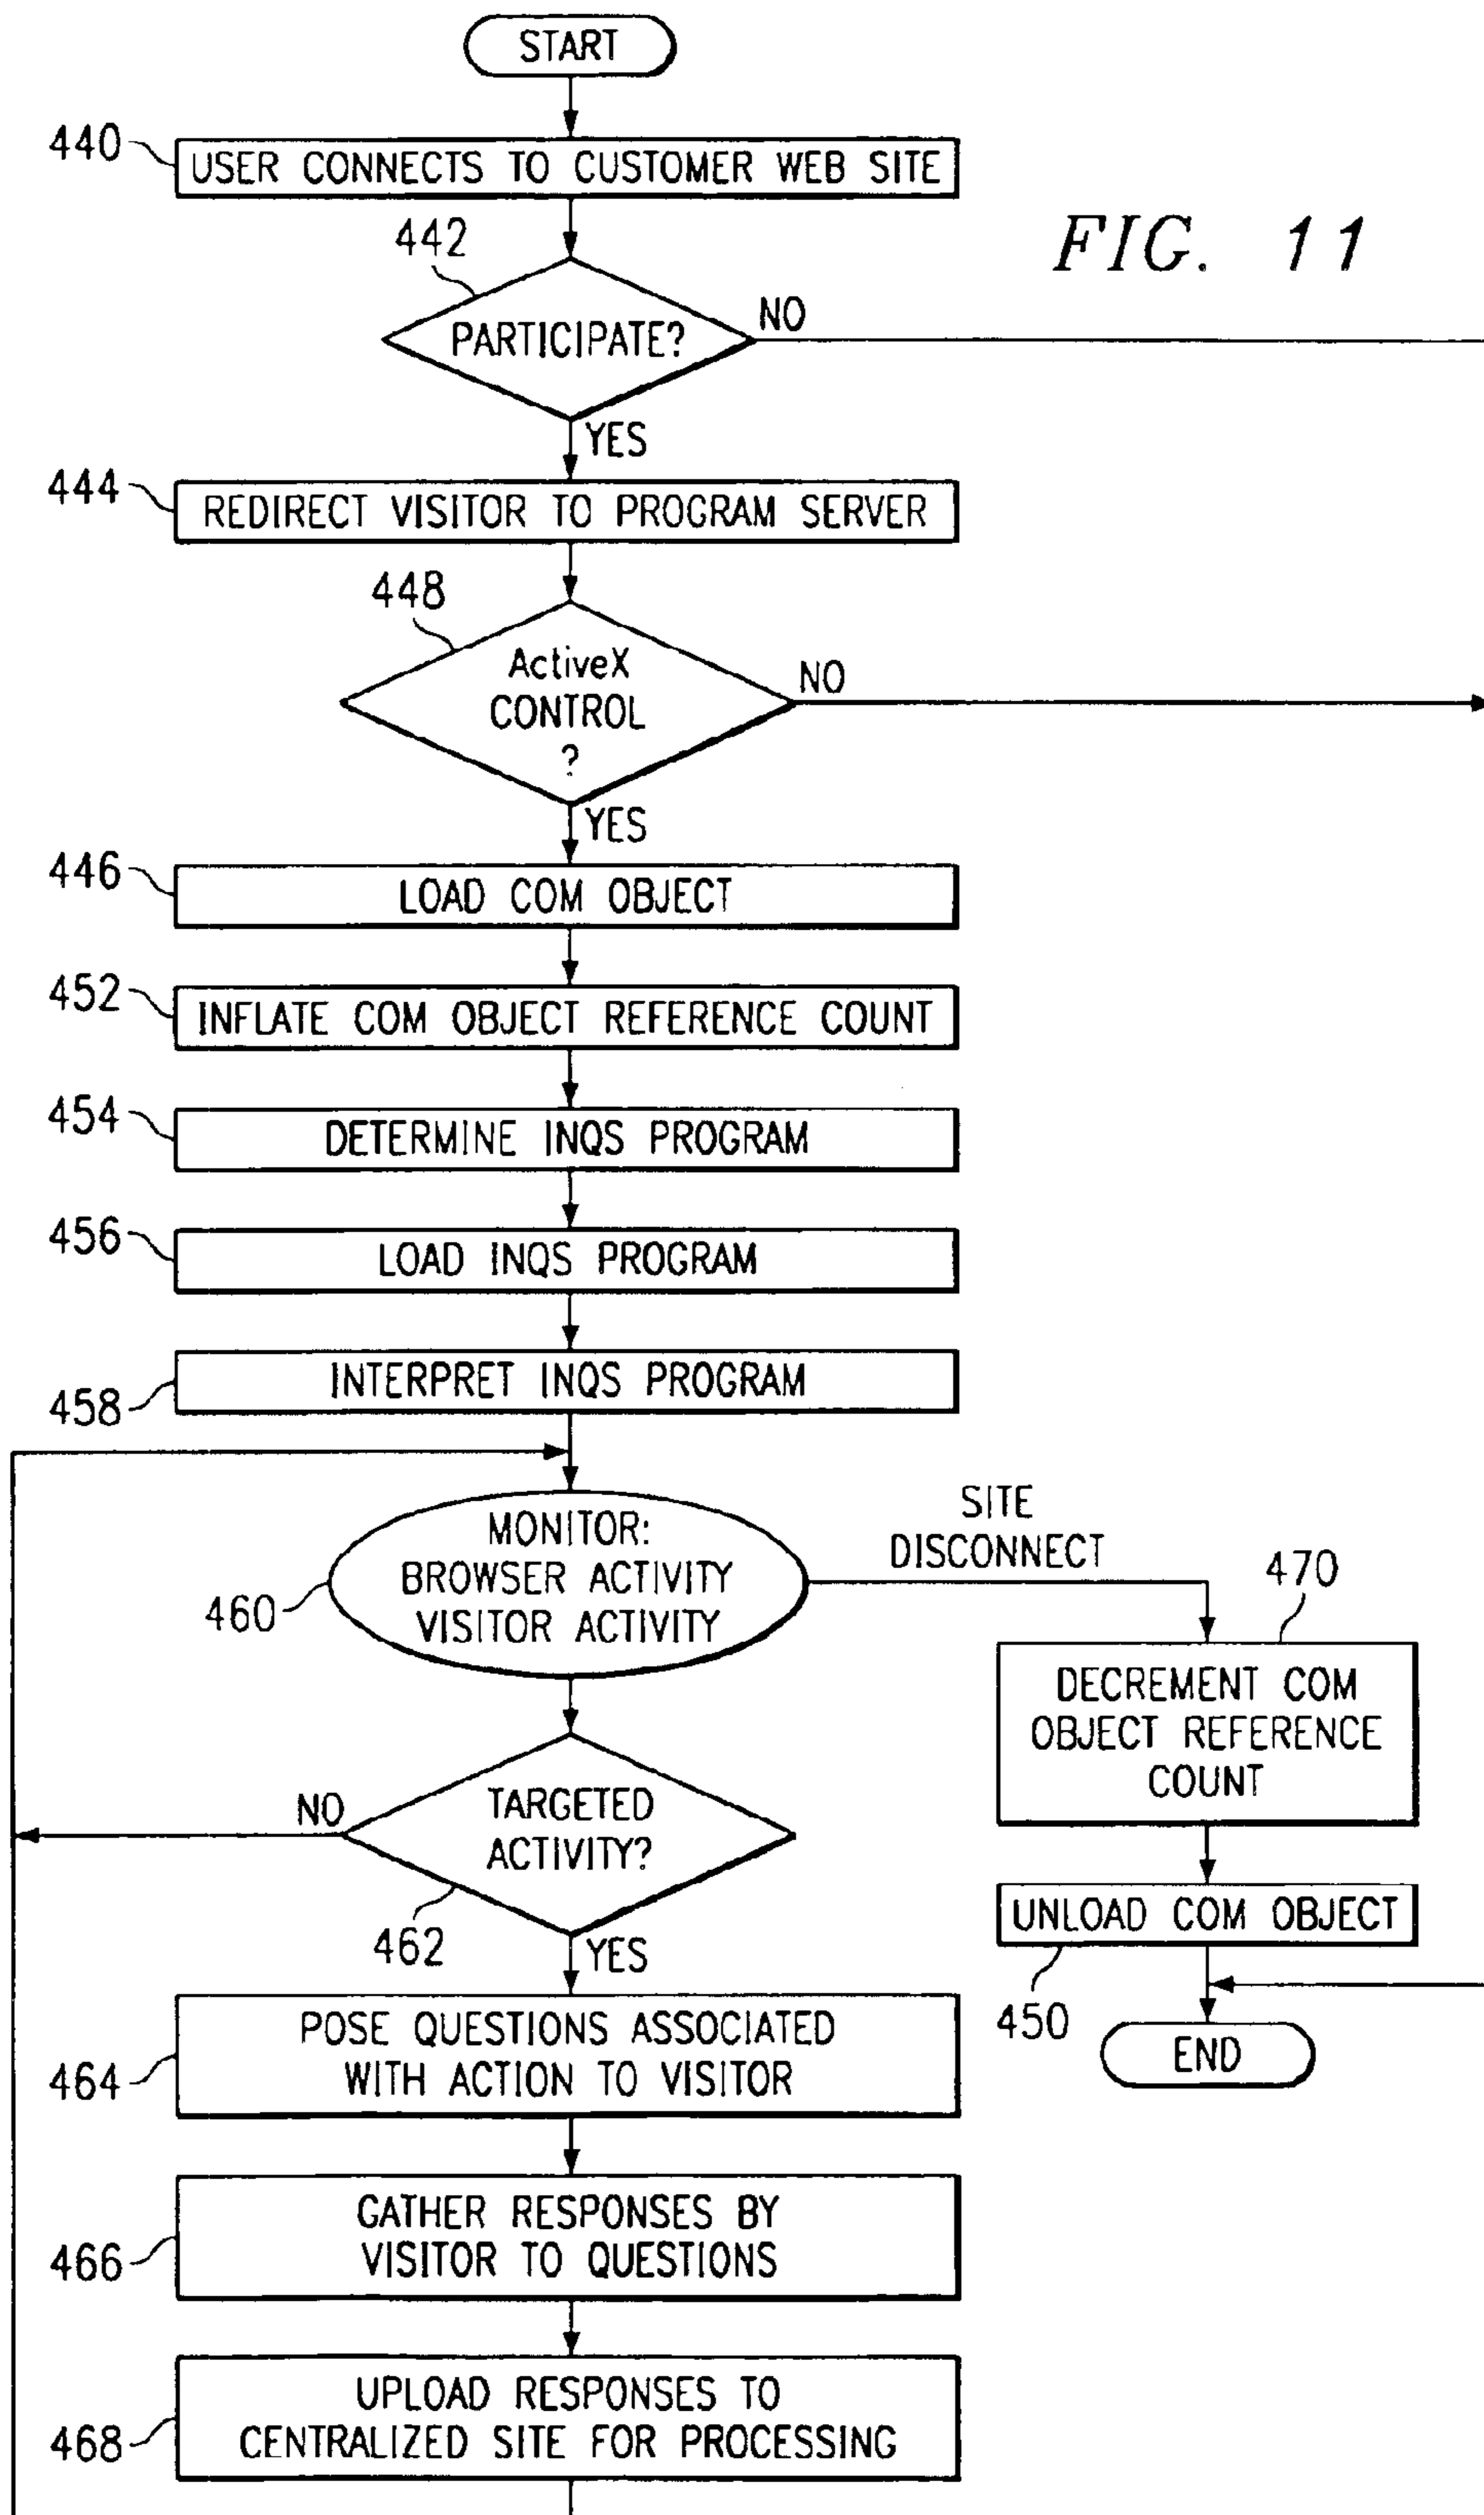 START
440
USER CONNECTS TO CUSTOMER WEB SITE
FIG. 11
442
PARTICIPATE?
NO
YES
444
REDIRECT VISITOR TO PROGRAM SERVER
448
ActiveX
CONTROL
?
NO
YES
446
LOAD COM OBJECT
452
INFLATE COM OBJECT REFERENCE COUNT
454
DETERMINE INQS PROGRAM
456
LOAD INQS PROGRAM
458
INTERPRET INQS PROGRAM
460
MONITOR:
BROWSER ACTIVITY
VISITOR ACTIVITY
SITE
DISCONNECT
470
DECREMENT COM
OBJECT REFERENCE
COUNT
NO
TARGETED
ACTIVITY?
462
YES
UNLOAD COM OBJECT
450
END
464
POSE QUESTIONS ASSOCIATED
WITH ACTION TO VISITOR
466
GATHER RESPONSES BY
VISITOR TO QUESTIONS
468
UPLOAD RESPONSES TO
CENTRALIZED SITE FOR PROCESSING